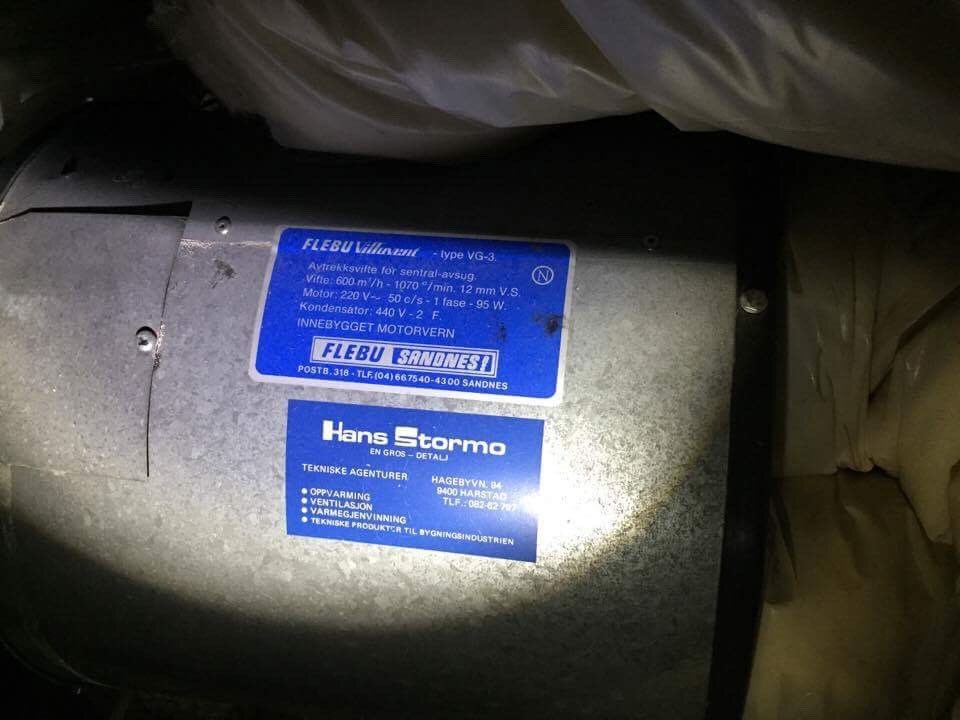 FLEBU Villavent - type VG-3.
Avtrekksvifte for sentral-avsug.
N
Vifte: 600 m³/h - 1070 °/min. 12 mm V.S.
Motor: 220 V~ 50 c/s - 1 fase - 95 W.
Kondensator: 440 V - 2 F.
INNEBYGGET MOTORVERN
FLEBU SANDNES
POSTB. 318 - TLF. (04) 667540-4300 SANDNES
Hans Stormo
EN GROS – DETALJ
TEKNISKE AGENTURER
HAGEBYVN. 94
9400 HARSTAD
TLF.: 082-62 797
● OPPVARMING
● VENTILASJON
● VARMEGJENVINNING
● TEKNISKE PRODUKTER TIL BYGNINGSINDUSTRIEN